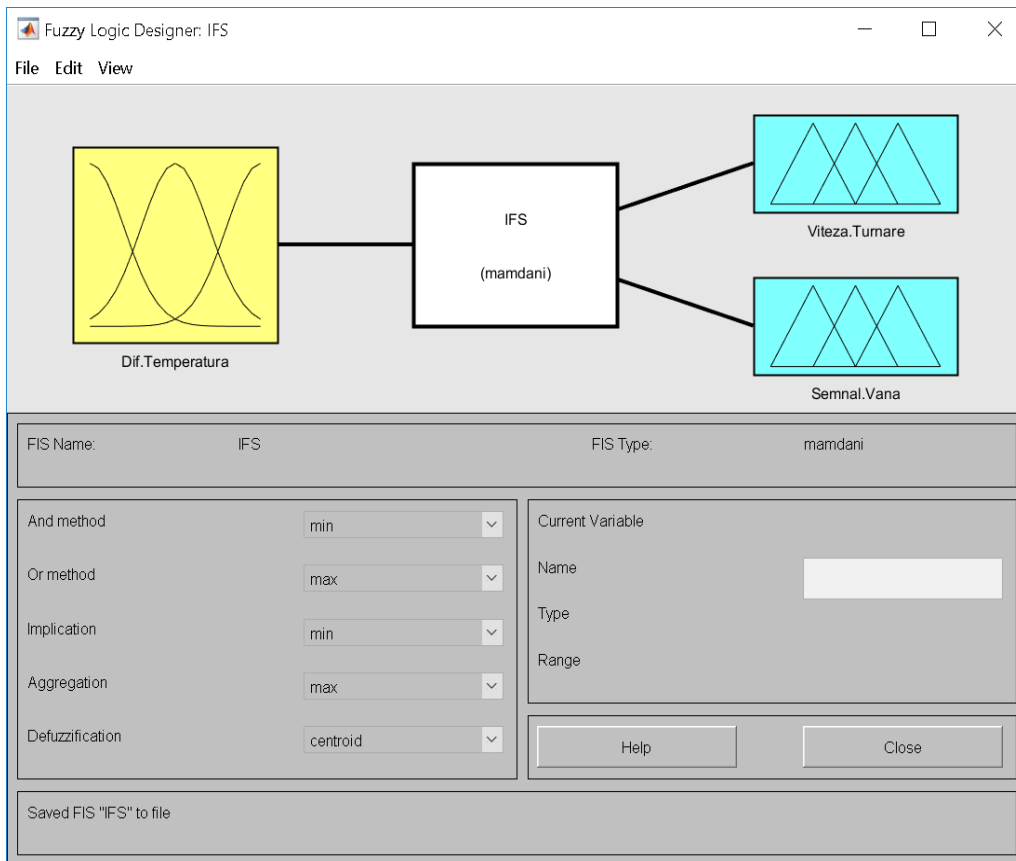 Fuzzy Logic Designer: IFS
File Edit View
IFS
(mamdani)
Dif.Temperatura
Viteza.Turnare
Semnal.Vana
FIS Name: IFS FIS Type: mamdani
And method min
Or method max
Implication min
Aggregation max
Defuzzification centroid
Current Variable
Name
Type
Range
Help Close
Saved FIS "IFS" to file